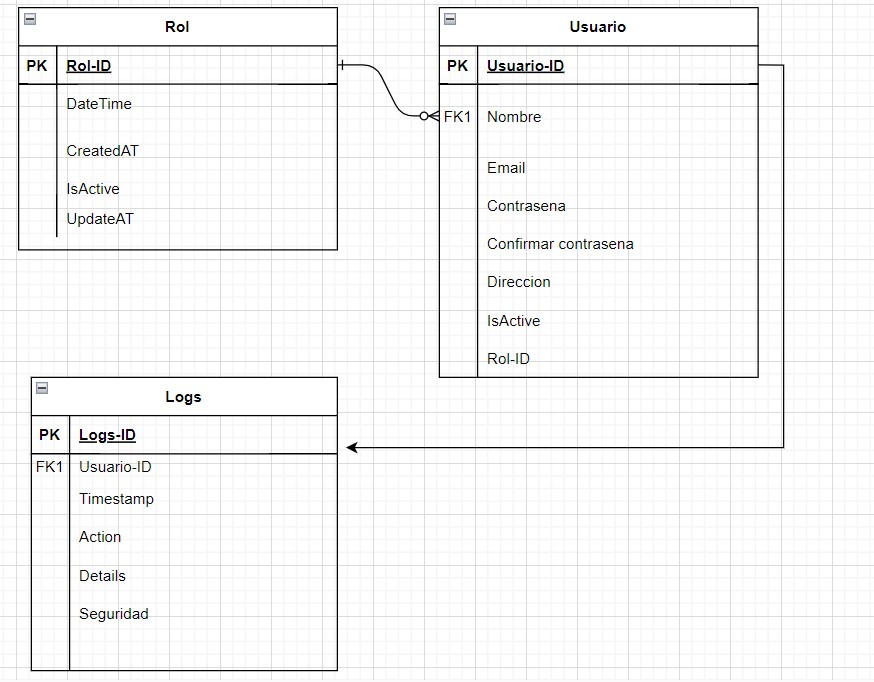 Rol
PK Rol-ID
DateTime
CreatedAT
IsActive
UpdateAT
Usuario
PK Usuario-ID
FK1 Nombre
Email
Contrasena
Confirmar contrasena
Direccion
IsActive
Rol-ID
Logs
PK Logs-ID
FK1 Usuario-ID
Timestamp
Action
Details
Seguridad